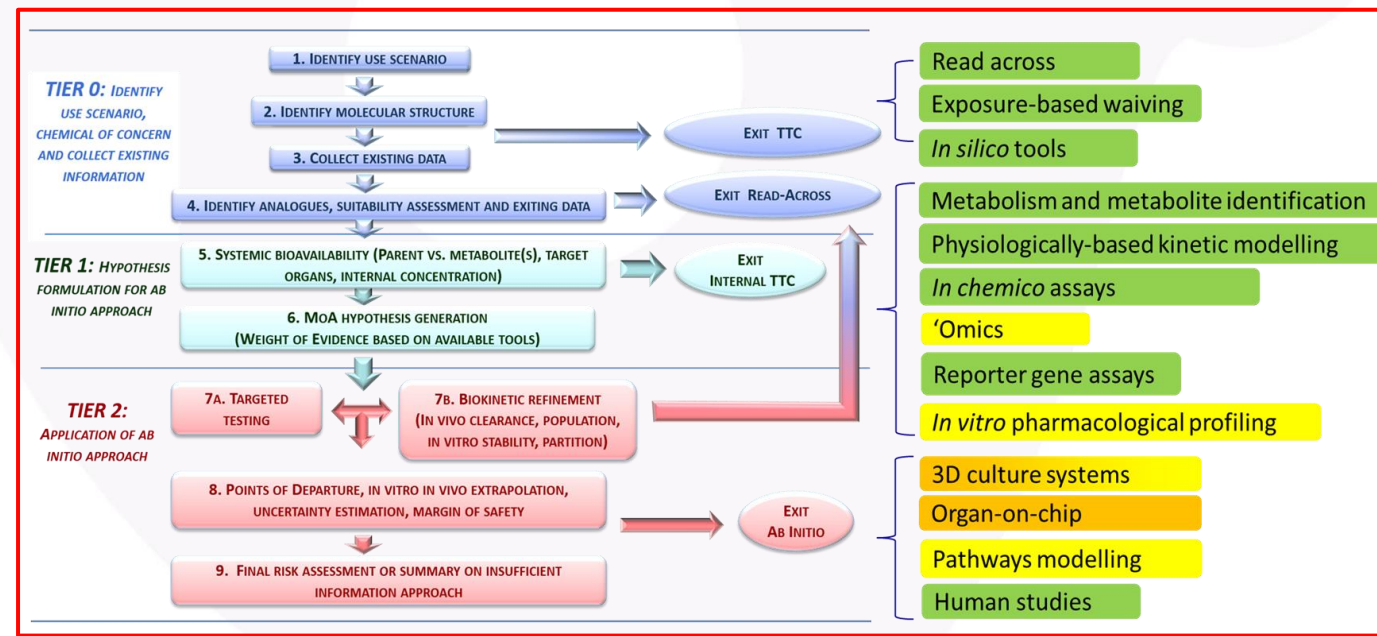 TIER 0: IDENTIFY
USE SCENARIO,
CHEMICAL OF CONCERN
AND COLLECT EXISTING
INFORMATION
1. IDENTIFY USE SCENARIO
2. IDENTIFY MOLECULAR STRUCTURE
3. COLLECT EXISTING DATA
4. IDENTIFY ANALOGUES, SUITABILITY ASSESSMENT AND EXITING DATA
EXIT TTC
EXIT READ-ACROSS
TIER 1: HYPOTHESIS
FORMULATION FOR AB
INITIO APPROACH
5. SYSTEMIC BIOAVAILABILITY (PARENT VS. METABOLITE(S), TARGET
ORGANS, INTERNAL CONCENTRATION)
EXIT
INTERNAL TTC
6. MOA HYPOTHESIS GENERATION
(WEIGHT OF EVIDENCE BASED ON AVAILABLE TOOLS)
TIER 2:
APPLICATION OF AB
INITIO APPROACH
7A. TARGETED
TESTING
7B. BIOKINETIC REFINEMENT
(IN VIVO CLEARANCE, POPULATION,
IN VITRO STABILITY, PARTITION)
8. POINTS OF DEPARTURE, IN VITRO IN VIVO EXTRAPOLATION,
UNCERTAINTY ESTIMATION, MARGIN OF SAFETY
EXIT
AB INITIO
9. FINAL RISK ASSESSMENT OR SUMMARY ON INSUFFICIENT
INFORMATION APPROACH
Read across
Exposure-based waiving
In silico tools
Metabolism and metabolite identification
Physiologically-based kinetic modelling
In chemico assays
‘Omics
Reporter gene assays
In vitro pharmacological profiling
3D culture systems
Organ-on-chip
Pathways modelling
Human studies